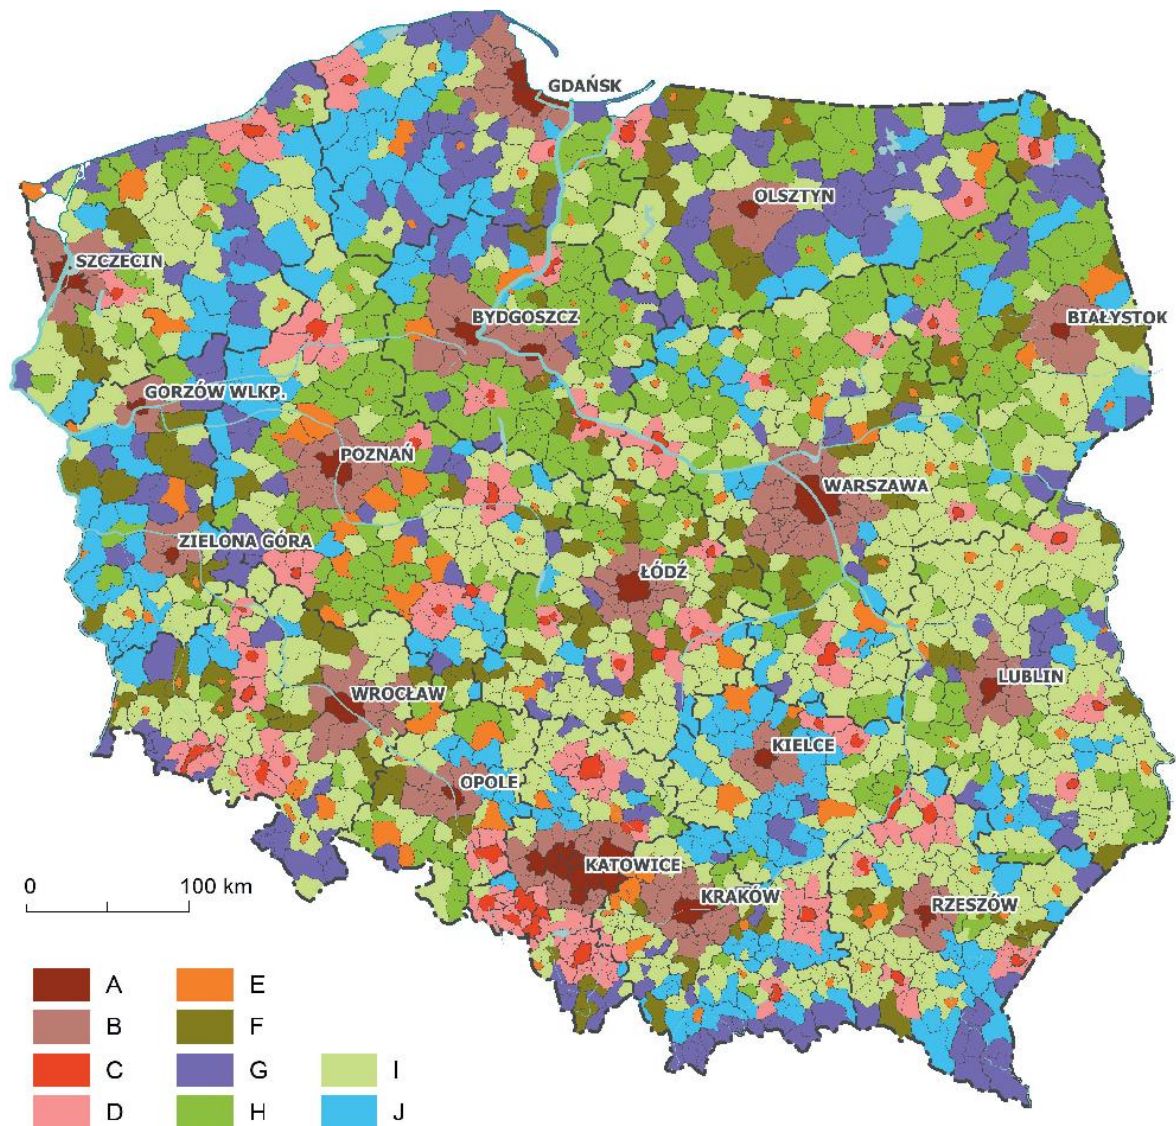 GDAŃSK
OLSZTYN
SZCZECIN
BYDGOSZCZ
BIAŁYSTOK
GORZÓW WLKP.
POZNAŃ
WARSZAWA
ZIELONA GÓRA
ŁÓDŹ
LUBLIN
WROCŁAW
KIELCE
OPOLE
KATOWICE
KRAKÓW
RZESZÓW
0 100 km
A E
B F
C G I
D H J